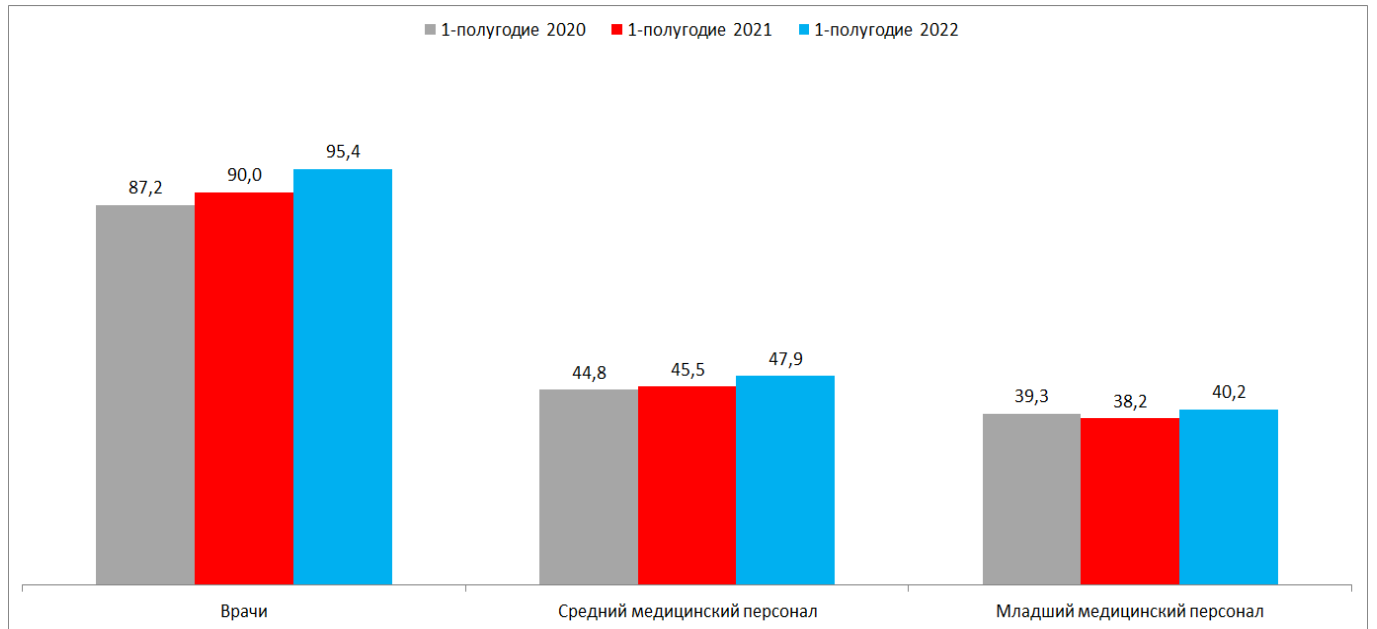 1-полугодие 2020 1-полугодие 2021 1-полугодие 2022
87,2 90,0 95,4
44,8 45,5 47,9
39,3 38,2 40,2
Врачи Средний медицинский персонал Младший медицинский персонал